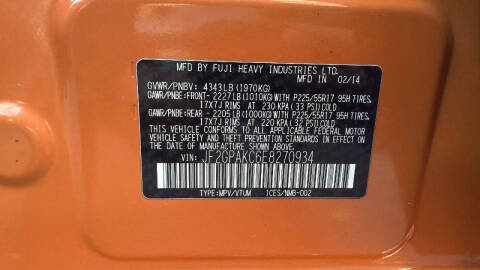 MFD BY FUJI HEAVY INDUSTRIES LTD.
MFD IN 02/14
GVWR/PNBV: 4343LB (1970KG)
GAWR/PNBE:FRONT- 2227LB (1010KG) WITH P225/55R17 95H TIRES,
17X7J RIMS AT 230 KPA (33 PSI) COLD
GAWR/PNBE:REAR - 2205LB (1000KG) WITH P225/55R17 95H TIRES,
17X7J RIMS AT 220 KPA (32 PSI) COLD
THIS VEHICLE CONFORMS TO ALL APPLICABLE FEDERAL MOTOR
VEHICLE SAFETY
IN EFFECT ON THE DATE OF MANUFACTURE SHOWN ABOVE.
VIN: JF2GPAKC6E8270934
TYPE:MPV/VTUM ICES/NMB-002